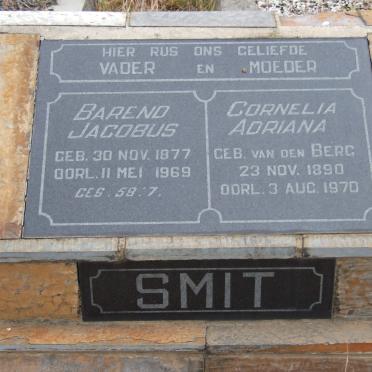 HIER RUS ONS GELIEFDE
VADER EN MOEDER
BAREND
JACOBUS
GEB. 30 NOV. 1877
OORL. 11 MEI 1969
GES. 58:7.
CORNELIA
ADRIANA
GEB. VAN DEN BERG
23 NOV. 1890
OORL. 3 AUG. 1970
SMIT